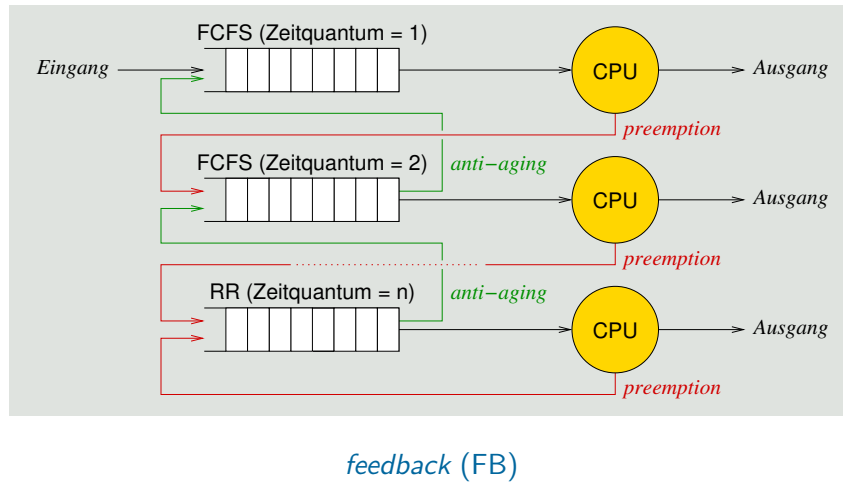 FCFS (Zeitquantum = 1)
Eingang
CPU
Ausgang
preemption
FCFS (Zeitquantum = 2)
anti−aging
CPU
Ausgang
preemption
RR (Zeitquantum = n)
anti−aging
CPU
Ausgang
preemption
feedback (FB)